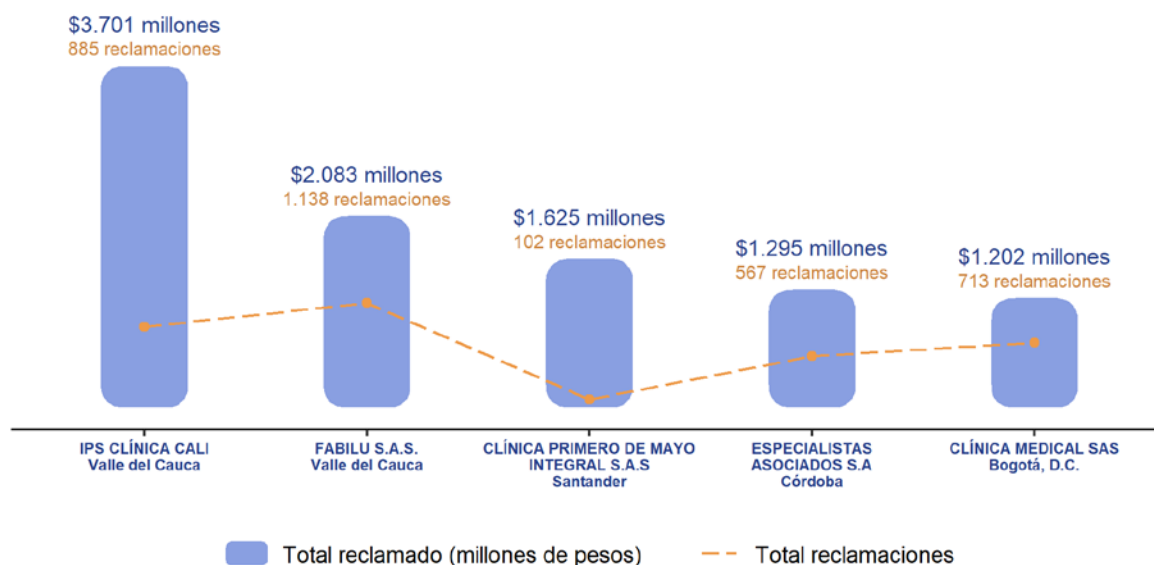 $3.701 millones
885 reclamaciones
$2.083 millones
1.138 reclamaciones
$1.625 millones
102 reclamaciones
$1.295 millones
567 reclamaciones
$1.202 millones
713 reclamaciones
IPS CLÍNICA CALI
Valle del Cauca
FABILU S.A.S.
Valle del Cauca
CLÍNICA PRIMERO DE MAYO
INTEGRAL S.A.S
Santander
ESPECIALISTAS
ASOCIADOS S.A
Córdoba
CLÍNICA MEDICAL SAS
Bogotá, D.C.
Total reclamado (millones de pesos)
Total reclamaciones